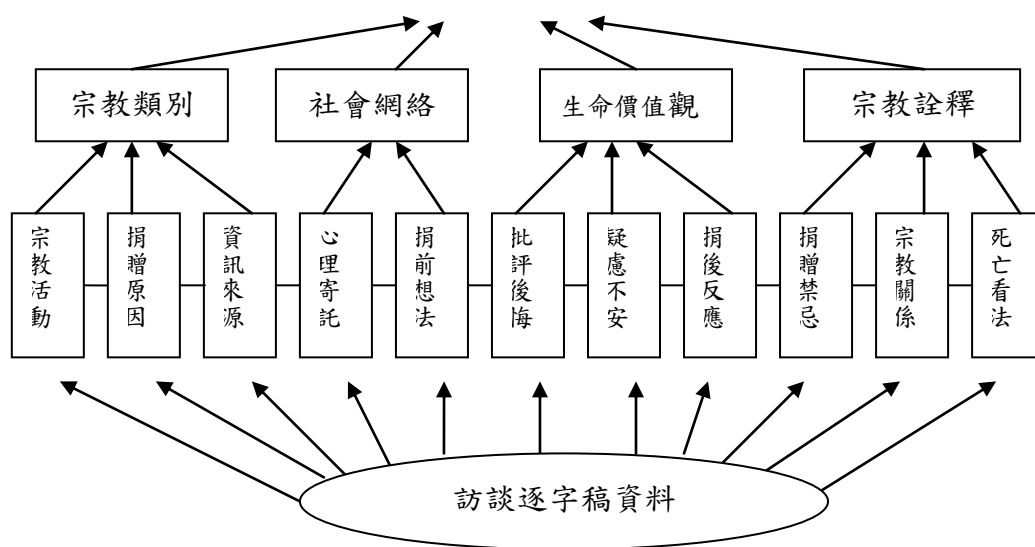 宗教類別
社會網絡
生命價值觀
宗教詮釋
宗教活動
捐贈原因
資訊來源
心理寄託
捐前想法
批評後悔
疑慮不安
捐後反應
捐贈禁忌
宗教關係
死亡看法
訪談逐字稿資料